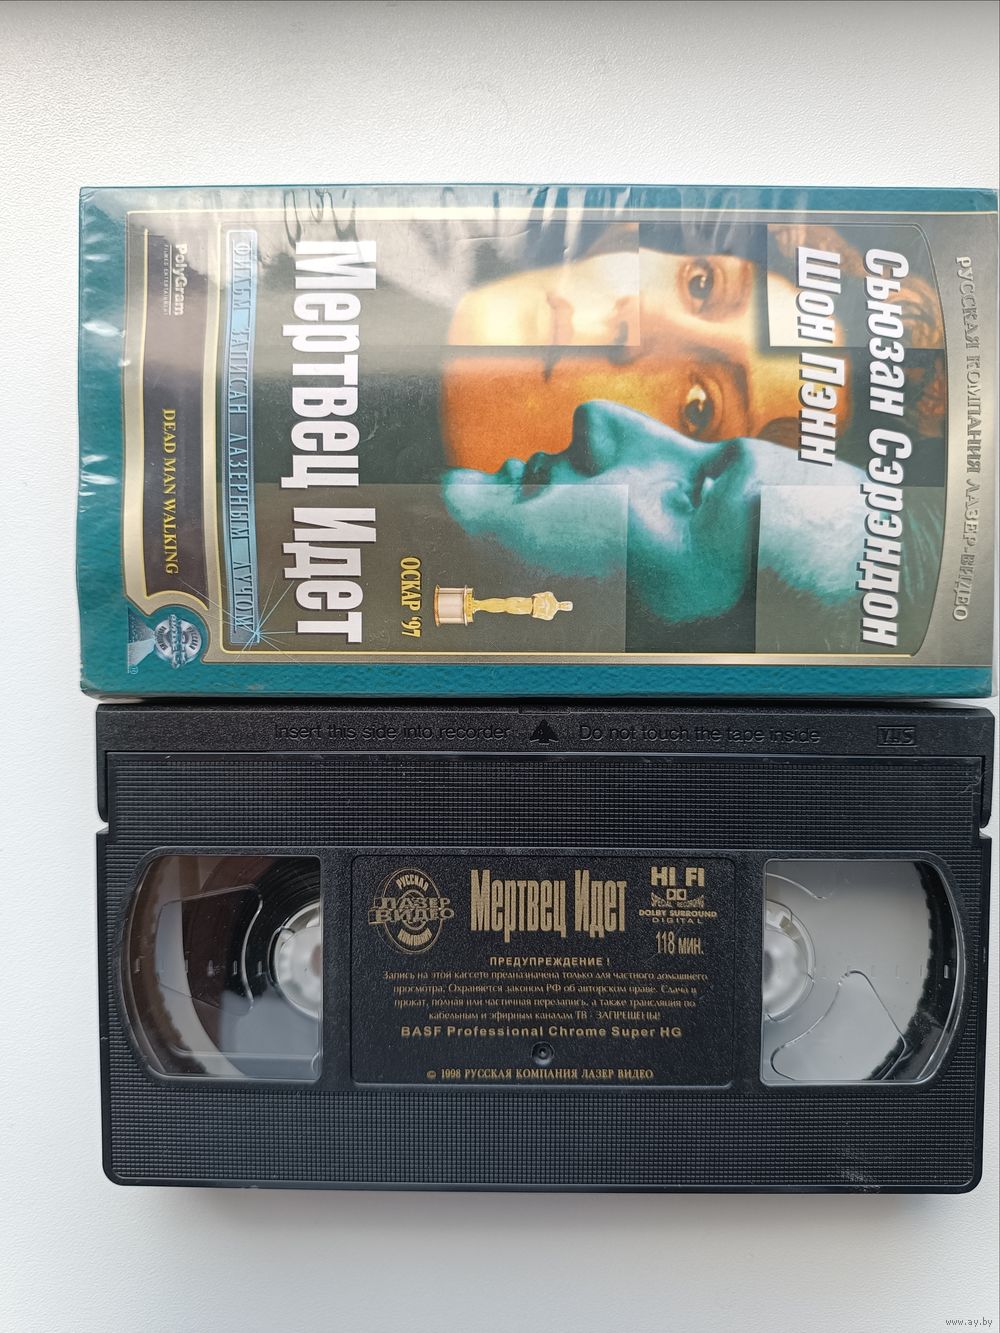 РУССКАЯ КОМПАНИЯ ЛАЗЕР-ВИДЕО
Сьюзан Сэрэндон
Шон Пэнн
ОСКАР '97
Мертвец Идет
ФИЛЬМ ЗАПИСАН ЛАЗЕРНЫМ ЛУЧОМ
PolyGram
FILMED ENTERTAINMENT
DEAD MAN WALKING
Insert this side into recorder
Do not touch the tape inside
VHS
РУССКАЯ
ЛАЗЕР
ВИДЕО
КОМПАНИЯ
Мертвец Идет
HI FI
SPECIAL RECORDING
DOLBY SURROUND
DIGITAL
118 мин.
ПРЕДУПРЕЖДЕНИЕ !
Запись на этой кассете предназначена только для частного домашнего
просмотра. Охраняется законом РФ об авторском праве. Сдача в
прокат, полная или частичная перезапись, а также трансляция по
кабельным и эфирным каналам ТВ - ЗАПРЕЩЕНЫ!
BASF Professional Chrome Super HG
© 1998 РУССКАЯ КОМПАНИЯ ЛАЗЕР ВИДЕО
www.ay.by